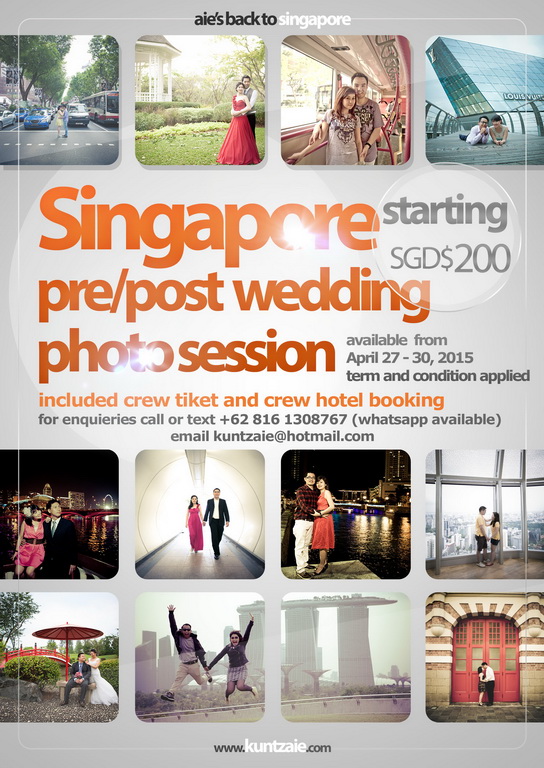 aie's back to singapore
LOUIS VUITTON
Singapore
starting
SGD$200
pre/post wedding
photo session
available from
April 27 - 30, 2015
term and condition applied
included crew tiket and crew hotel booking
for enquieries call or text +62 816 1308767 (whatsapp available)
email kuntzaie@hotmail.com
www.kuntzaie.com